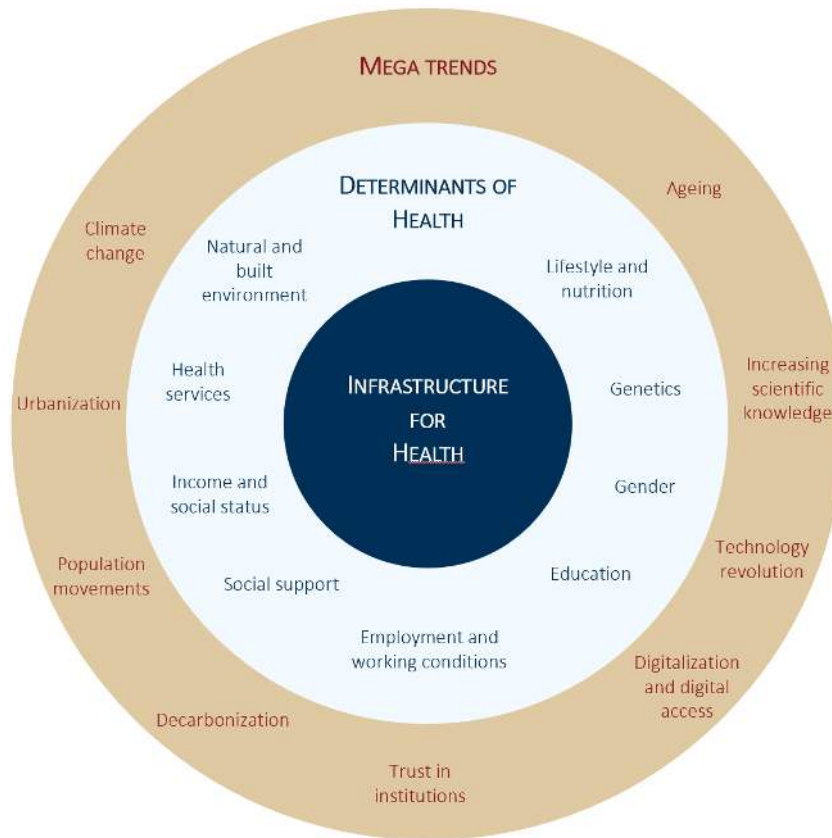 MEGA TRENDS
Ageing
Increasing
scientific
knowledge
Technology
revolution
Digitalization
and digital
access
Trust in
institutions
Decarbonization
Population
movements
Urbanization
Climate
change
DETERMINANTS OF
HEALTH
Lifestyle and
nutrition
Genetics
Gender
Education
Employment and
working conditions
Social support
Income and
social status
Health
services
Natural and
built
environment
INFRASTRUCTURE
FOR
HEALTH